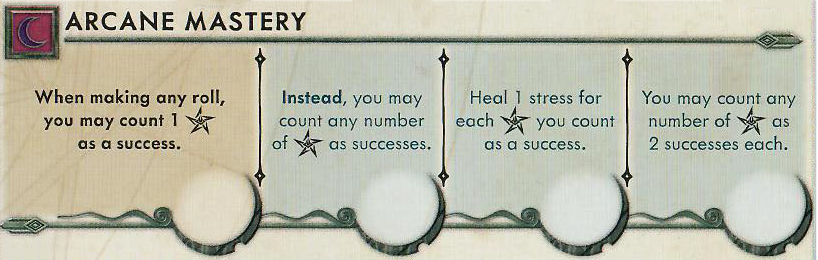 ARCANE MASTERY
When making any roll,
you may count 1
as a success.
Instead, you may
count any number
of as successes.
Heal 1 stress for
each you count
as a success.
You may count any
number of as
2 successes each.